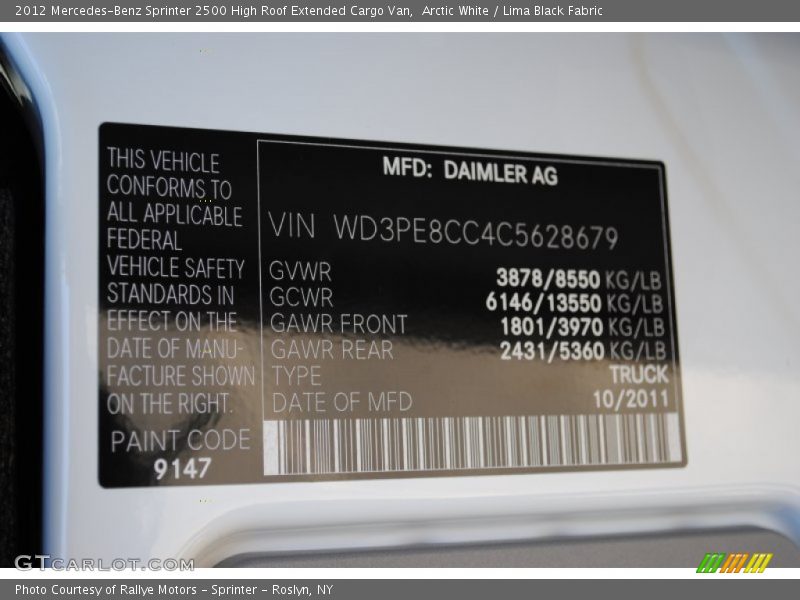 2012 Mercedes-Benz Sprinter 2500 High Roof Extended Cargo Van,  Arctic White / Lima Black Fabric
THIS VEHICLE
CONFORMS TO
ALL APPLICABLE
FEDERAL
VEHICLE SAFETY
STANDARDS IN
EFFECT ON THE
DATE OF MANU-
FACTURE SHOWN
ON THE RIGHT.
PAINT CODE
9147
MFD: DAIMLER AG
VIN WD3PE8CC4C5628679
GVWR 3878/8550 KG/LB
GCWR 6146/13550 KG/LB
GAWR FRONT 1801/3970 KG/LB
GAWR REAR 2431/5360 KG/LB
TYPE TRUCK
DATE OF MFD 10/2011
GTCARLOT.COM
Photo Courtesy of Rallye Motors - Sprinter - Roslyn, NY